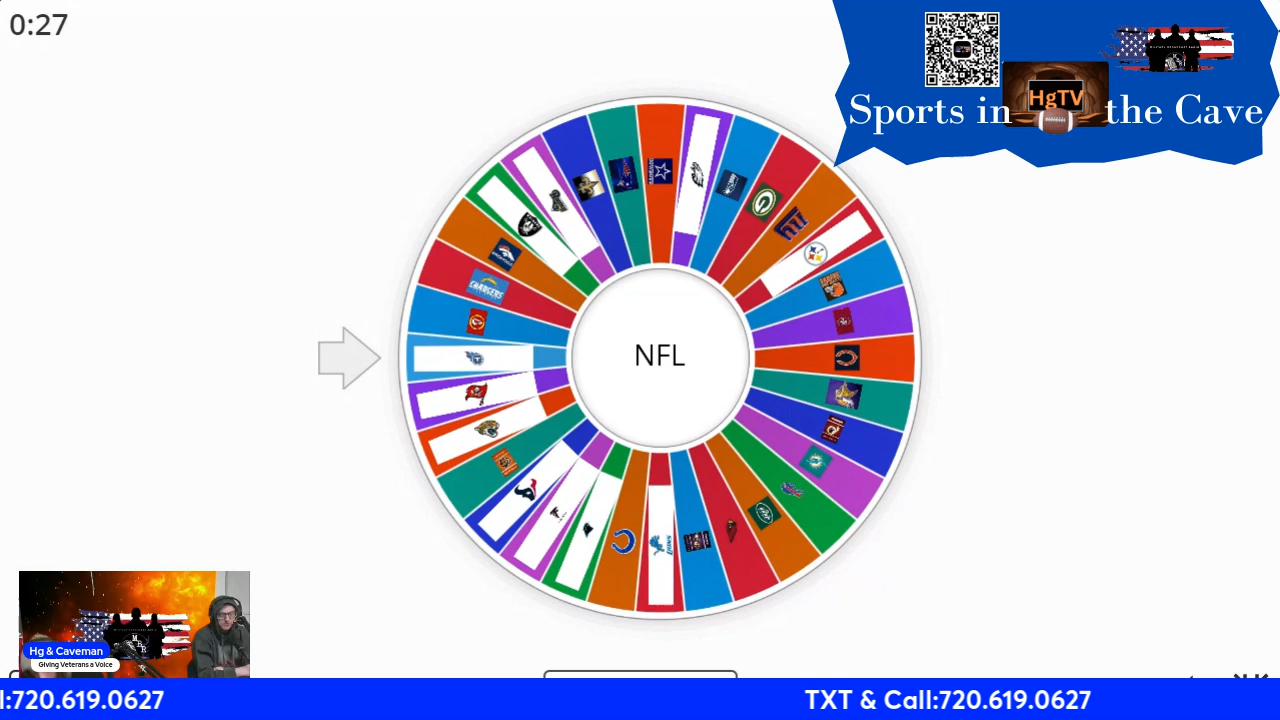 0:27
HgTV
Sports in the Cave
CHARGERS
NFL
LIONS
Hg & Caveman
Giving Veterans a Voice
l:720.619.0627
TXT & Call:720.619.0627